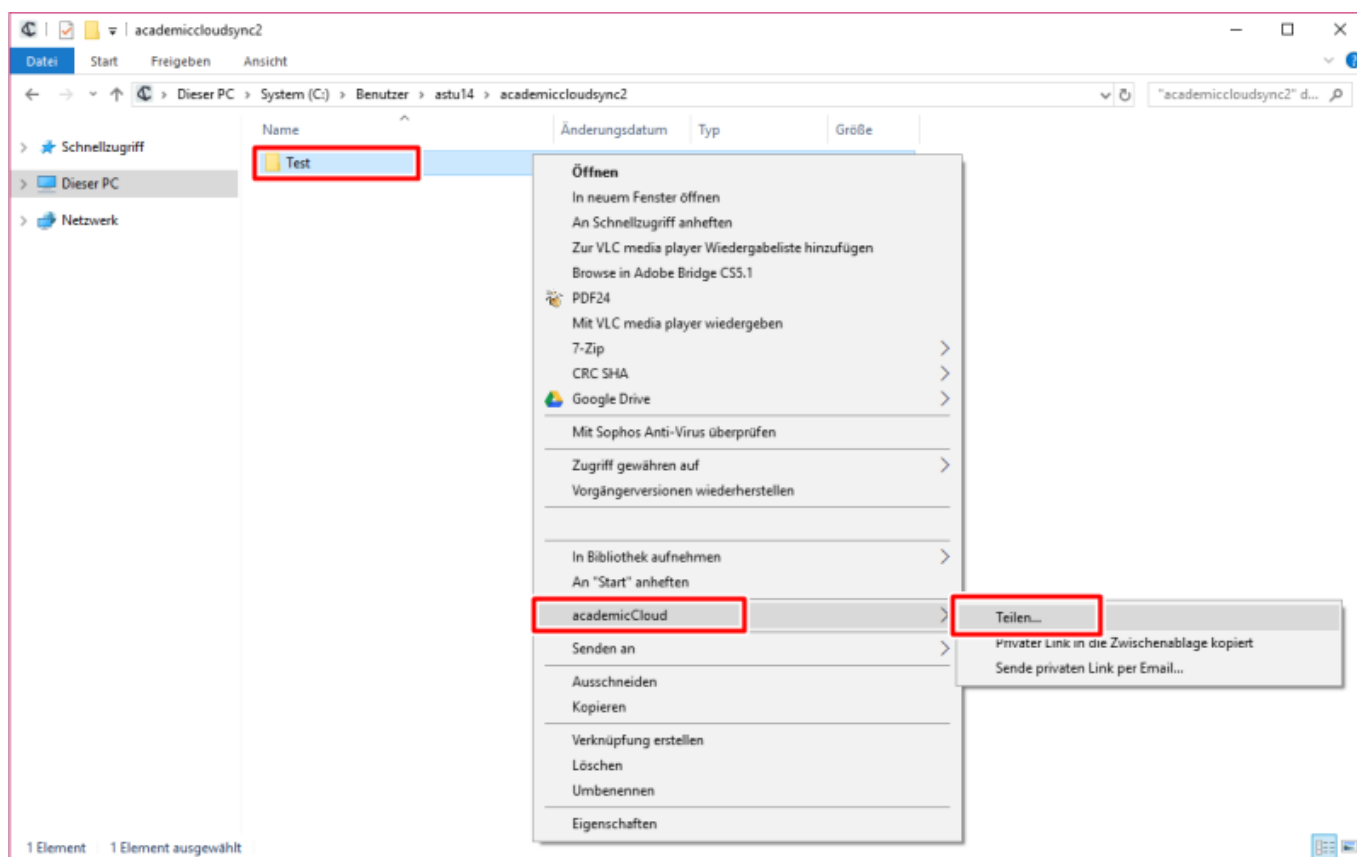 academiccloudsync2
Datei Start Freigeben Ansicht
Dieser PC › System (C:) › Benutzer › astu14 › academiccloudsync2
"academiccloudsync2" d...
Name Änderungsdatum Typ Größe
Schnellzugriff
Dieser PC
Netzwerk
Test
Öffnen
In neuem Fenster öffnen
An Schnellzugriff anheften
Zur VLC media player Wiedergabeliste hinzufügen
Browse in Adobe Bridge CS5.1
PDF24
Mit VLC media player wiedergeben
7-Zip
CRC SHA
Google Drive
Mit Sophos Anti-Virus überprüfen
Zugriff gewähren auf
Vorgängerversionen wiederherstellen
In Bibliothek aufnehmen
An "Start" anheften
academicCloud
Senden an
Ausschneiden
Kopieren
Verknüpfung erstellen
Löschen
Umbenennen
Eigenschaften
Teilen...
Privater Link in die Zwischenablage kopiert
Sende privaten Link per Email...
1 Element 1 Element ausgewählt